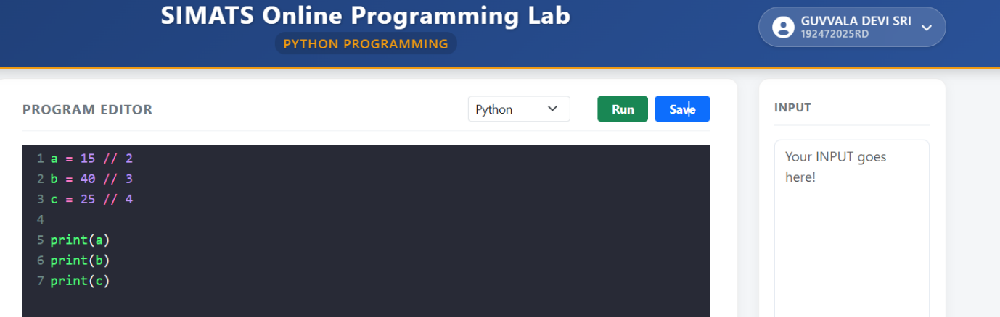 SIMATS Online Programming Lab
PYTHON PROGRAMMING
GUVVALA DEVI SRI
192472025RD
PROGRAM EDITOR
Python
Run
Save
1 a = 15 // 2
2 b = 40 // 3
3 c = 25 // 4
4
5 print(a)
6 print(b)
7 print(c)
INPUT
Your INPUT goes
here!